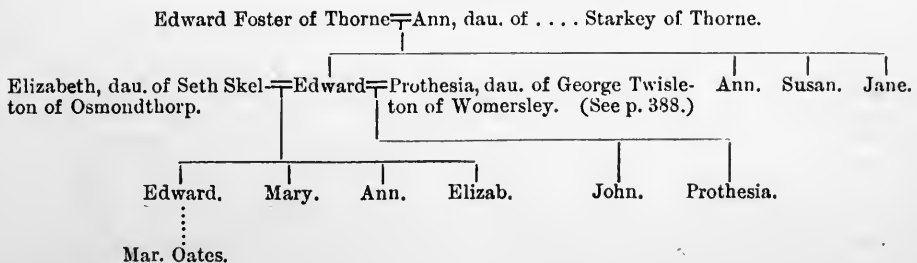 Edward Foster of Thorne Ann, dau. of . . . . Starkey of Thorne.
Elizabeth, dau. of Seth Skel- Edward Prothesia, dau. of George Twisle- Ann. Susan. Jane.
ton of Osmondthorp. ton of Womersley. (See p. 388.)
Edward. Mary. Ann. Elizab. John. Prothesia.
Mar. Oates.